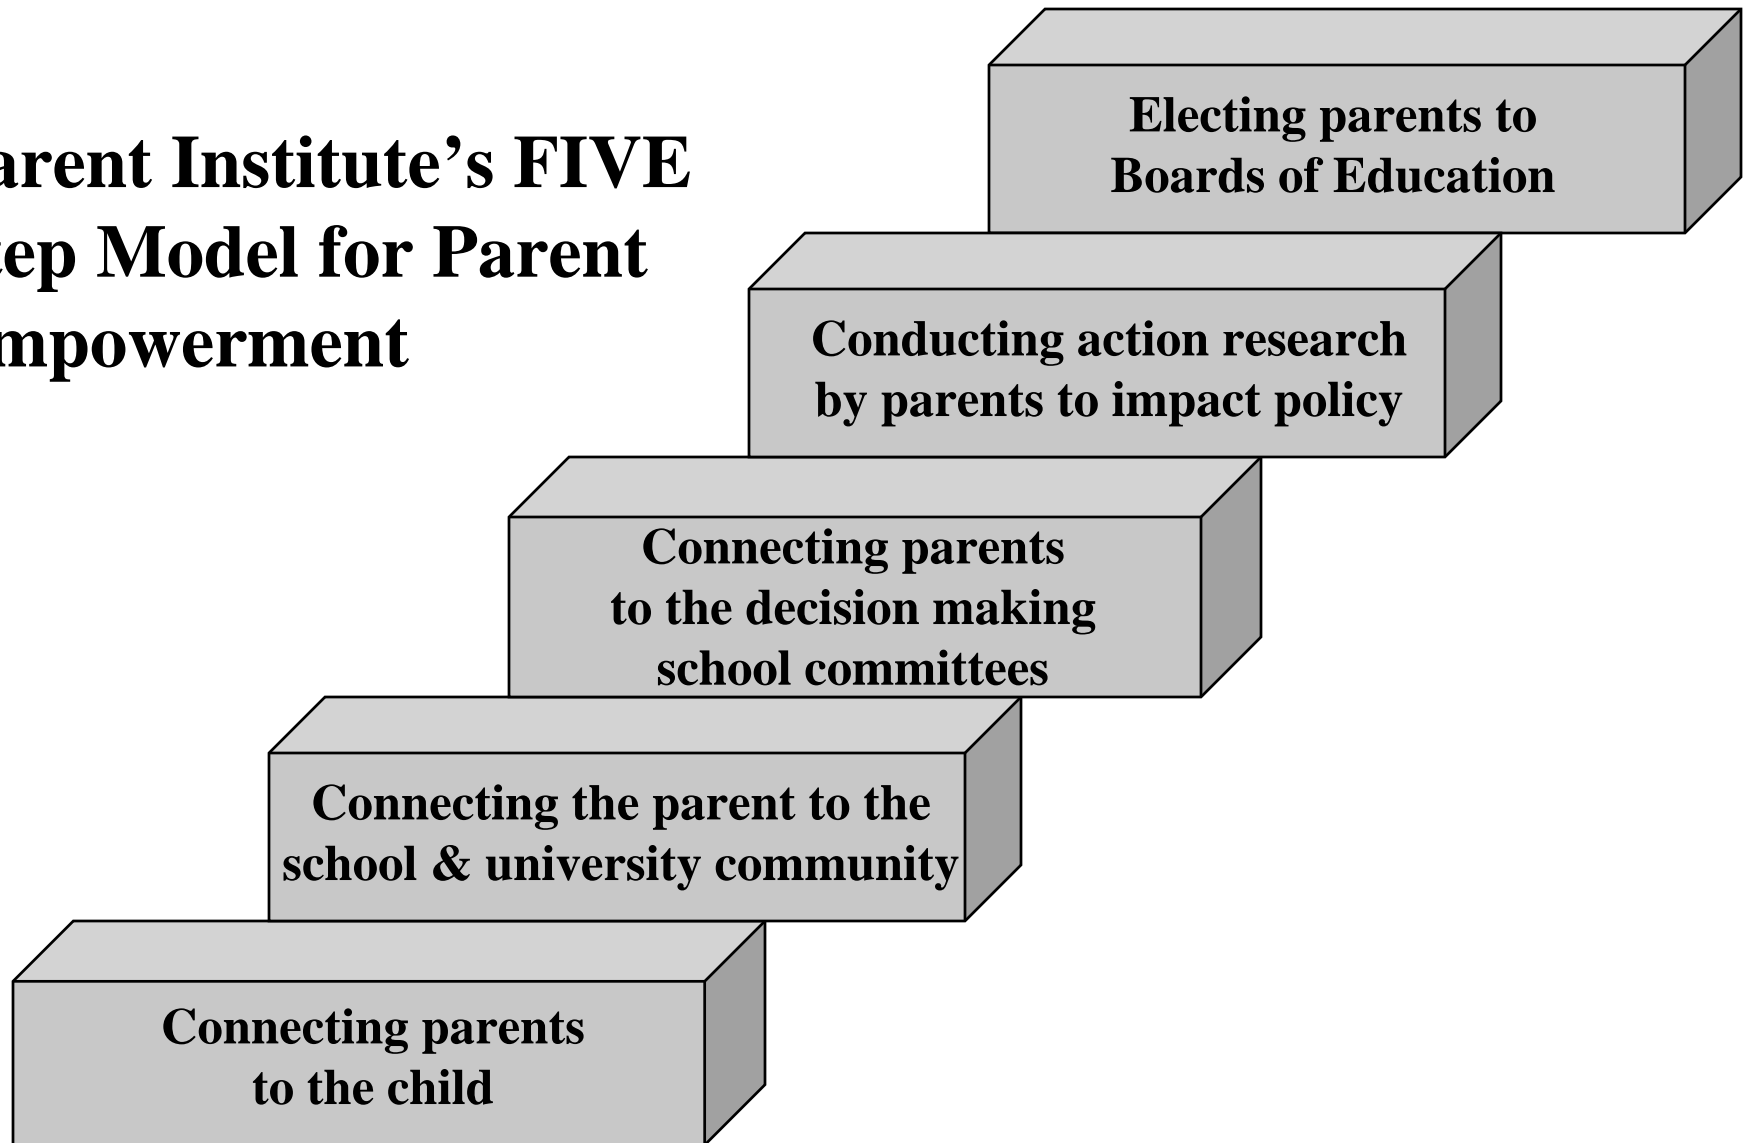 arent Institute’s FIVE
tep Model for Parent
mpowerment
Electing parents to
Boards of Education
Conducting action research
by parents to impact policy
Connecting parents
to the decision making
school committees
Connecting the parent to the
school & university community
Connecting parents
to the child